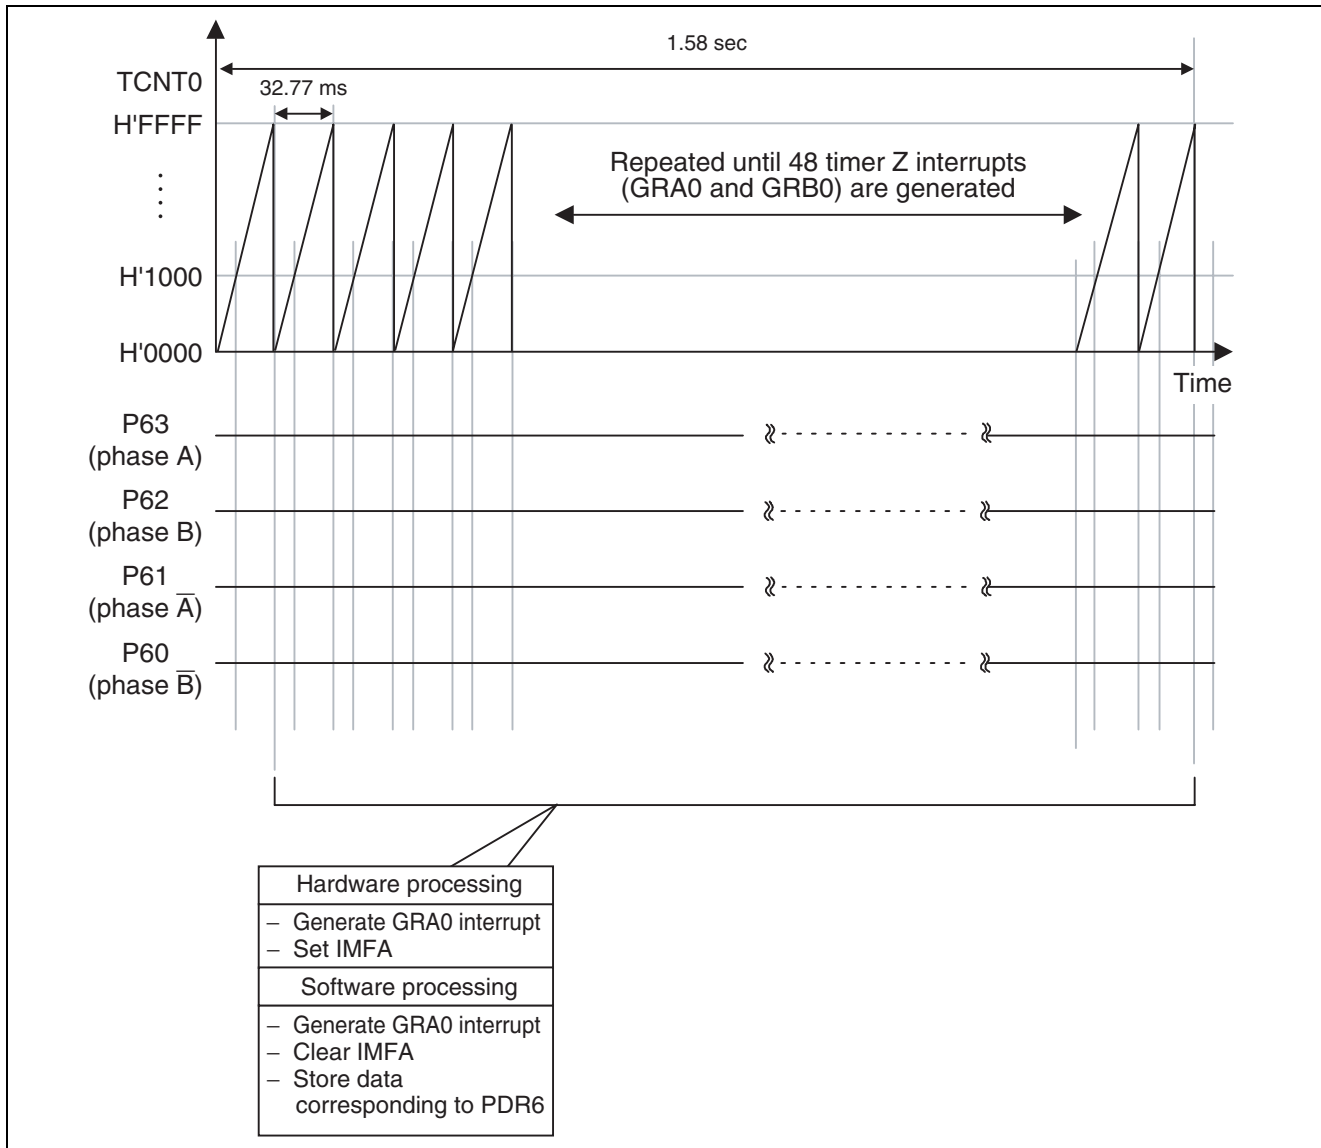 1.58 sec
TCNT0
32.77 ms
H'FFFF
Repeated until 48 timer Z interrupts
(GRA0 and GRB0) are generated
H'1000
H'0000
Time
P63
(phase A)
P62
(phase B)
P61
(phase A̅)
P60
(phase B̅)
Hardware processing
– Generate GRA0 interrupt
– Set IMFA
Software processing
– Generate GRA0 interrupt
– Clear IMFA
– Store data
corresponding to PDR6